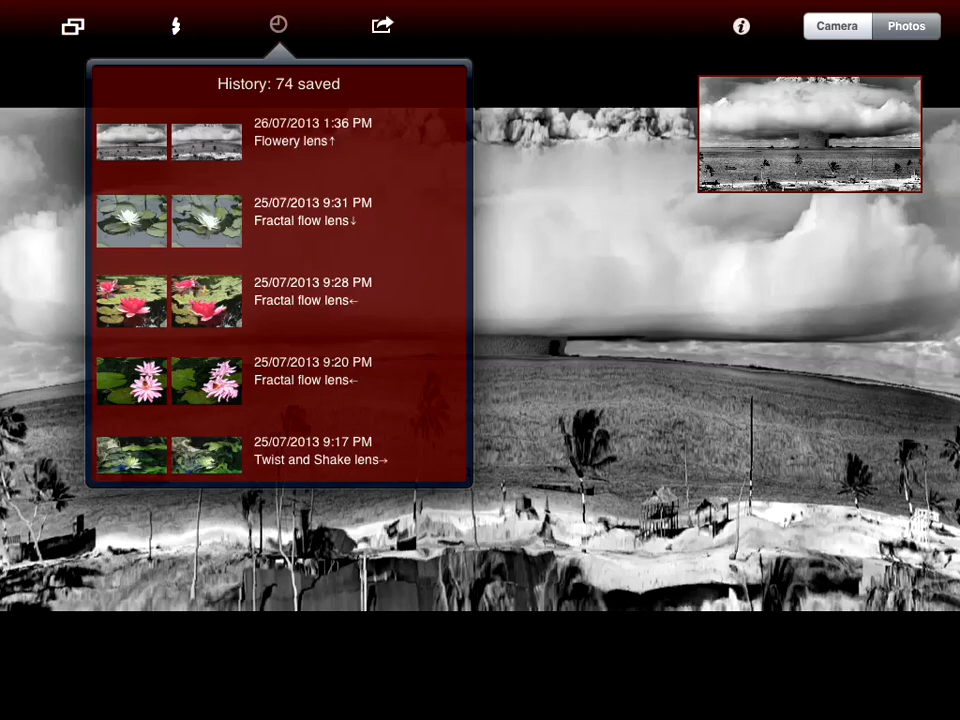 Camera
Photos
History: 74 saved
26/07/2013 1:36 PM
Flowery lens↑
25/07/2013 9:31 PM
Fractal flow lens↓
25/07/2013 9:28 PM
Fractal flow lens←
25/07/2013 9:20 PM
Fractal flow lens←
25/07/2013 9:17 PM
Twist and Shake lens→